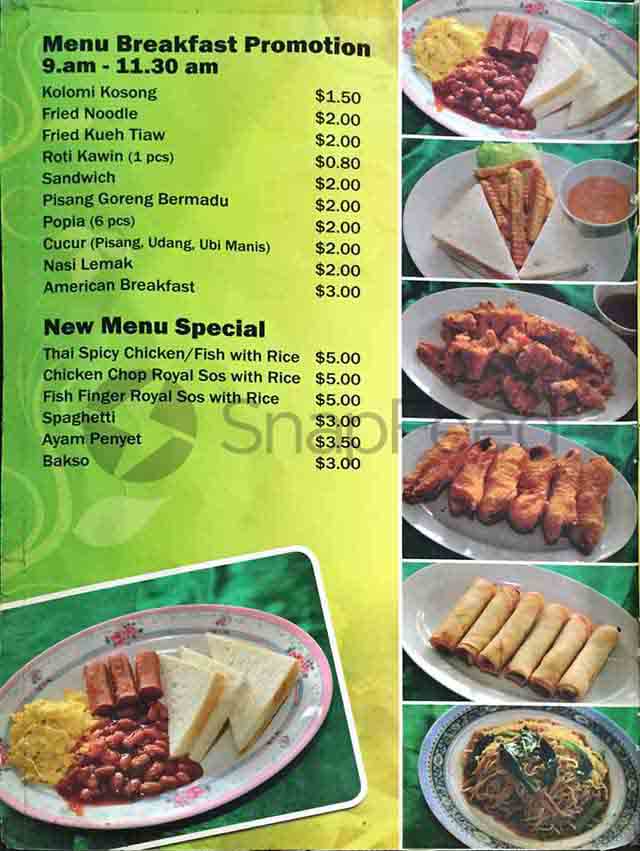 Menu Breakfast Promotion
9.am - 11.30 am
Kolomi Kosong $1.50
Fried Noodle $2.00
Fried Kueh Tiaw $2.00
Roti Kawin (1 pcs) $0.80
Sandwich $2.00
Pisang Goreng Bermadu $2.00
Popia (6 pcs) $2.00
Cucur (Pisang, Udang, Ubi Manis) $2.00
Nasi Lemak $2.00
American Breakfast $3.00
New Menu Special
Thai Spicy Chicken/Fish with Rice $5.00
Chicken Chop Royal Sos with Rice $5.00
Fish Finger Royal Sos with Rice $5.00
Spaghetti $3.00
Ayam Penyet $3.50
Bakso $3.00
SnapFeed